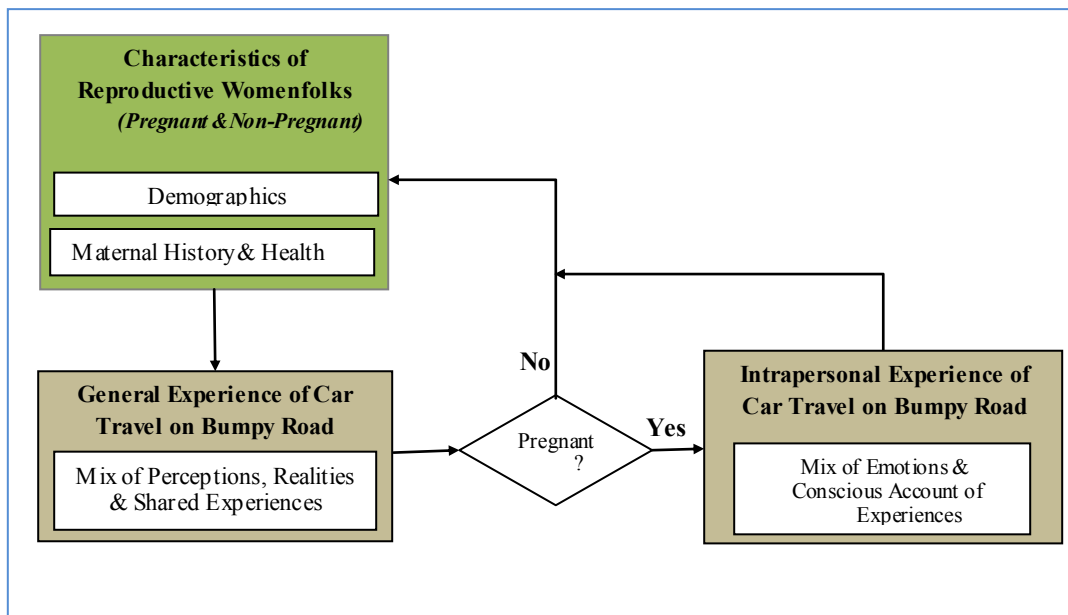 Characteristics of
Reproductive Womenfolks
(Pregnant & Non-Pregnant)
Demographics
Maternal History & Health
General Experience of Car
Travel on Bumpy Road
Mix of Perceptions, Realities
& Shared Experiences
No
Pregnant
?
Yes
Intrapersonal Experience of
Car Travel on Bumpy Road
Mix of Emotions &
Conscious Account of
Experiences